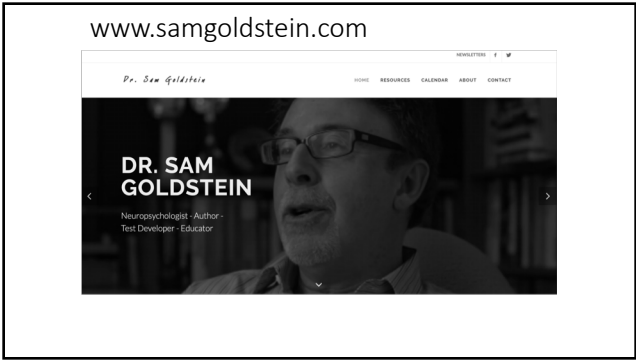 www.samgoldstein.com
NEWSLETTERS
Dr. Sam Goldstein
HOME RESOURCES CALENDAR ABOUT CONTACT
DR. SAM
GOLDSTEIN
Neuropsychologist - Author -
Test Developer - Educator